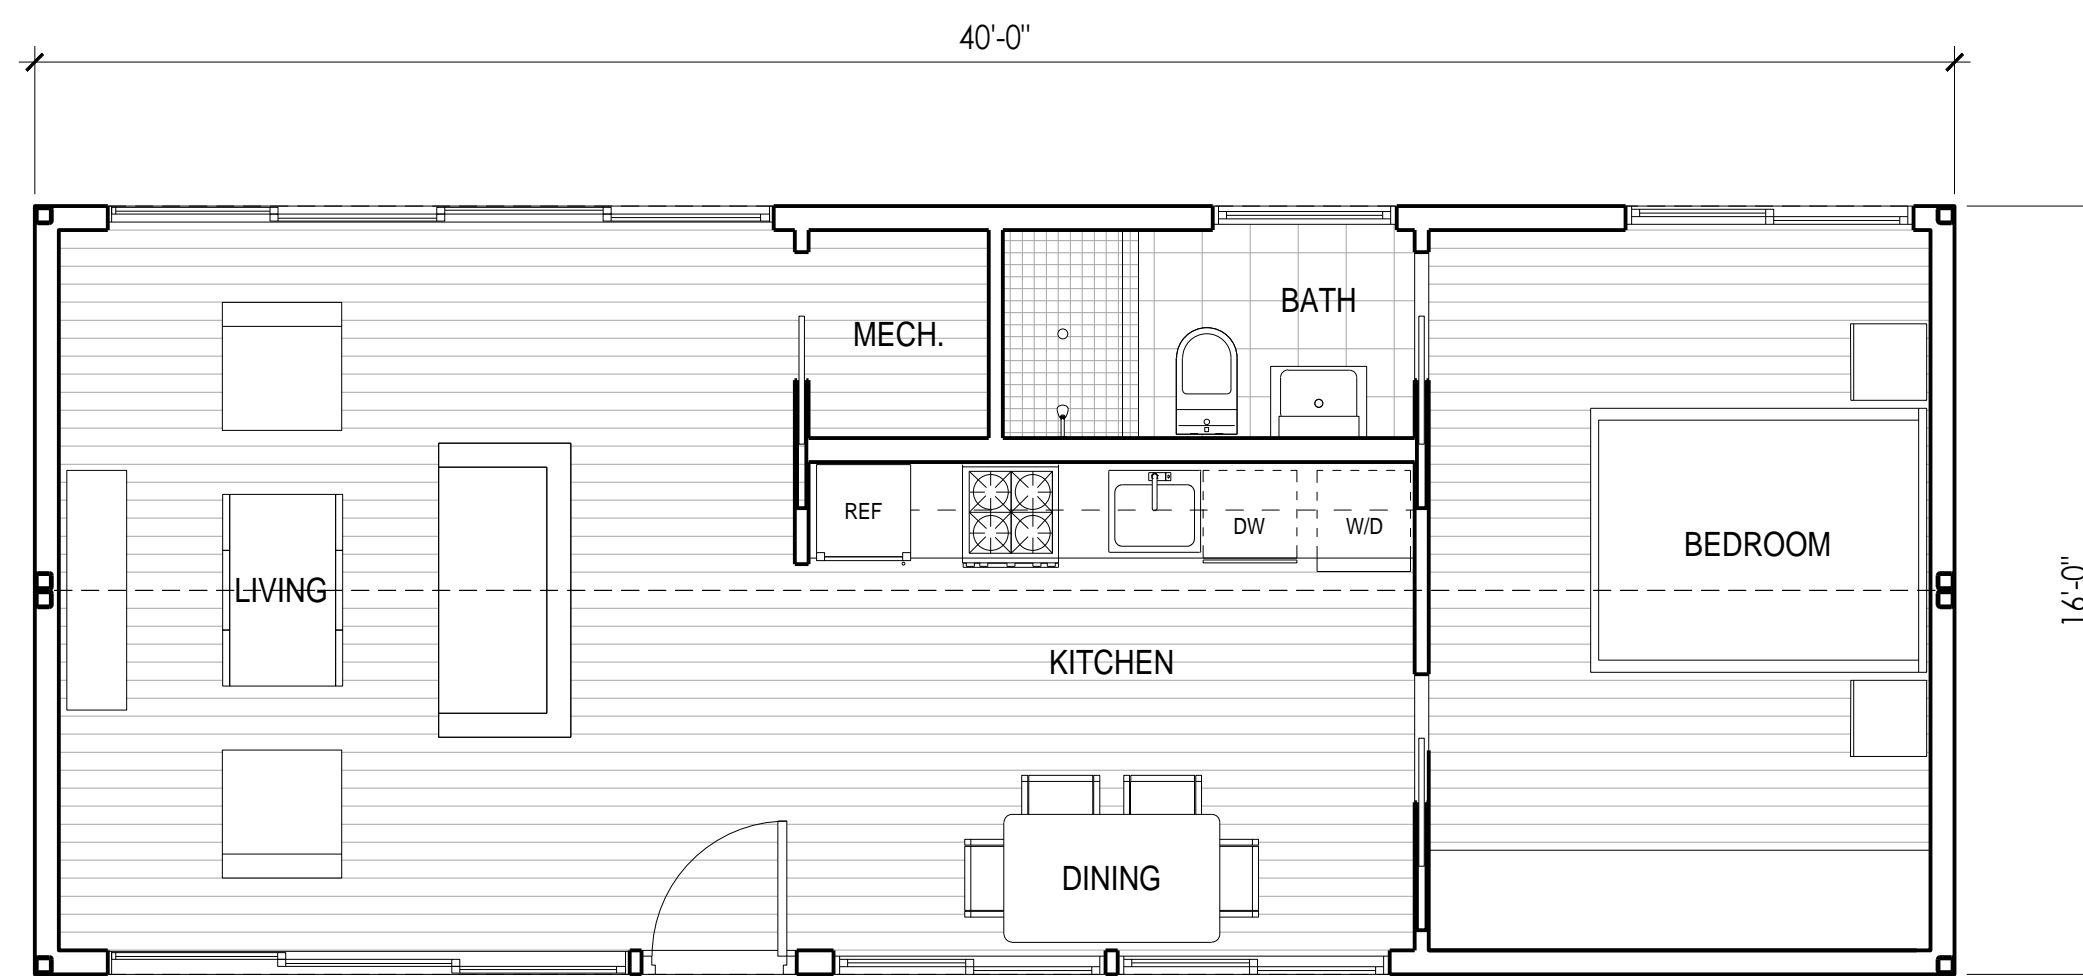 40'-0"
BATH
MECH.
REF
DW
W/D
BEDROOM
LIVING
16'-0"
KITCHEN
DINING